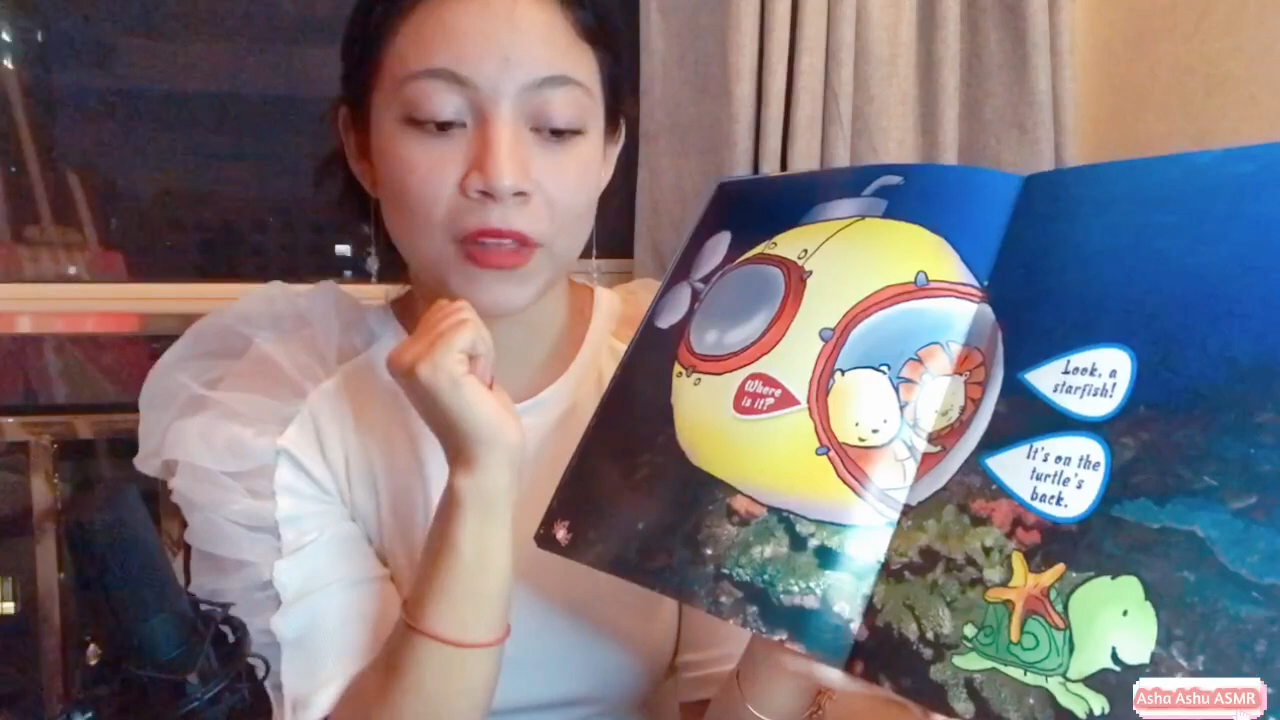 Where
is it?
Look, a
starfish!
It's on the
turtle's
back.
Asha Ashu ASMR